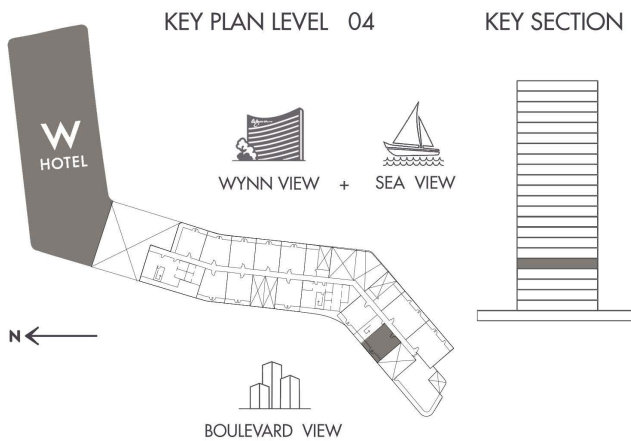 KEY PLAN LEVEL 04
KEY SECTION
W
HOTEL
WYNN VIEW + SEA VIEW
N
BOULEVARD VIEW